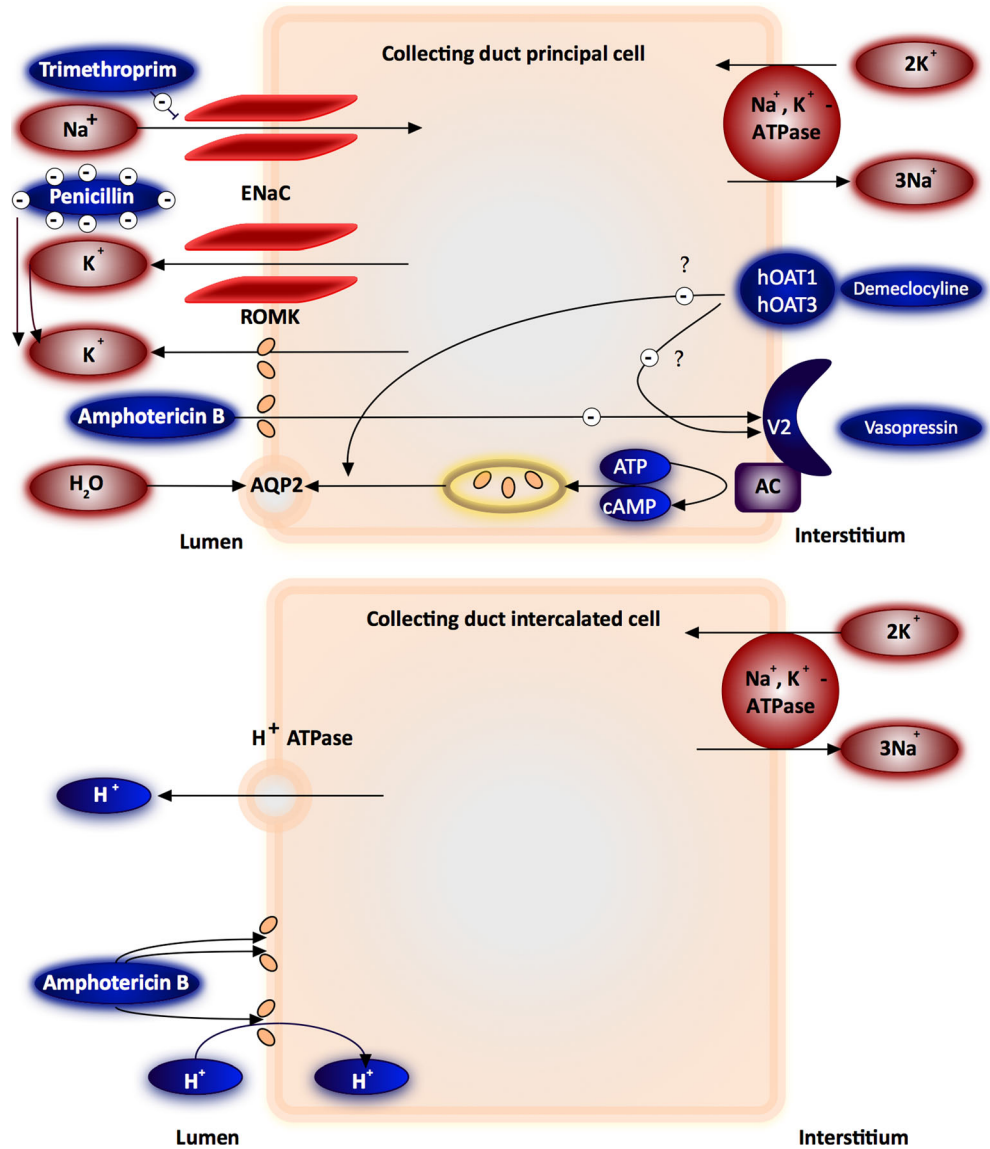 Collecting duct principal cell
Trimethroprim
-
Na+
2K+
Na+, K+ -
ATPase
3Na+
- - -
Penicillin
- -
- - -
ENaC
K+
ROMK
?
-
hOAT1
hOAT3
Demeclocyline
K+
-
?
Amphotericin B
-
V2
Vasopressin
H2O
AQP2
ATP
cAMP
AC
Lumen
Interstitium
Collecting duct intercalated cell
2K+
Na+, K+ -
ATPase
3Na+
H+ ATPase
H+
Amphotericin B
H+
H+
Lumen
Interstitium